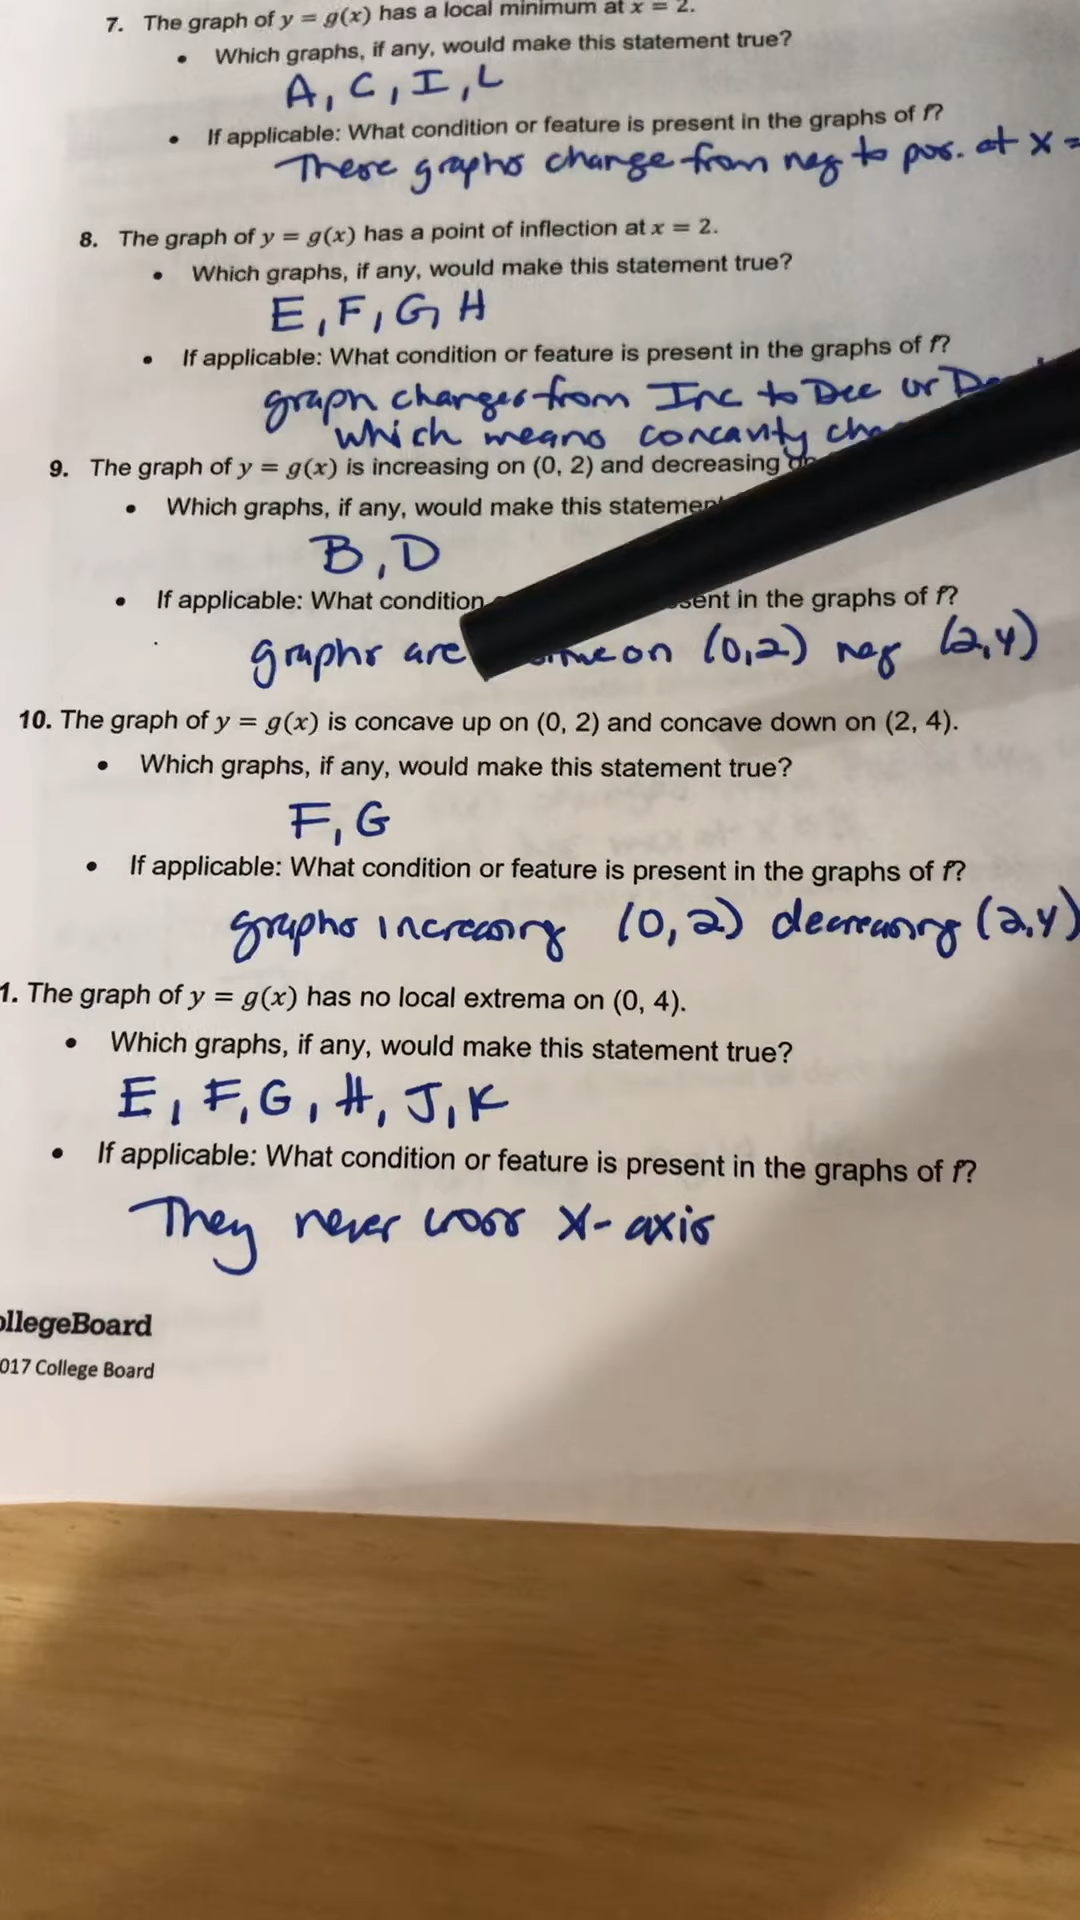 7. The graph of y = g(x) has a local minimum at x = 2.
• Which graphs, if any, would make this statement true?
A, C, I, L
• If applicable: What condition or feature is present in the graphs of f?
These graphs change from neg to pos. at x =
8. The graph of y = g(x) has a point of inflection at x = 2.
• Which graphs, if any, would make this statement true?
E, F, G, H
• If applicable: What condition or feature is present in the graphs of f?
graph changes from Inc to Dec or
which means concavity
9. The graph of y = g(x) is increasing on (0, 2) and decreasing
• Which graphs, if any, would make this statement
B, D
• If applicable: What condition in the graphs of f?
graphs are on (0,2) neg (2,4)
10. The graph of y = g(x) is concave up on (0, 2) and concave down on (2, 4).
• Which graphs, if any, would make this statement true?
F, G
• If applicable: What condition or feature is present in the graphs of f?
graphs increasing (0,2) decreasing (2,4)
1. The graph of y = g(x) has no local extrema on (0, 4).
• Which graphs, if any, would make this statement true?
E, F, G, H, J, K
• If applicable: What condition or feature is present in the graphs of f?
They never cross x-axis
ollegeBoard
017 College Board